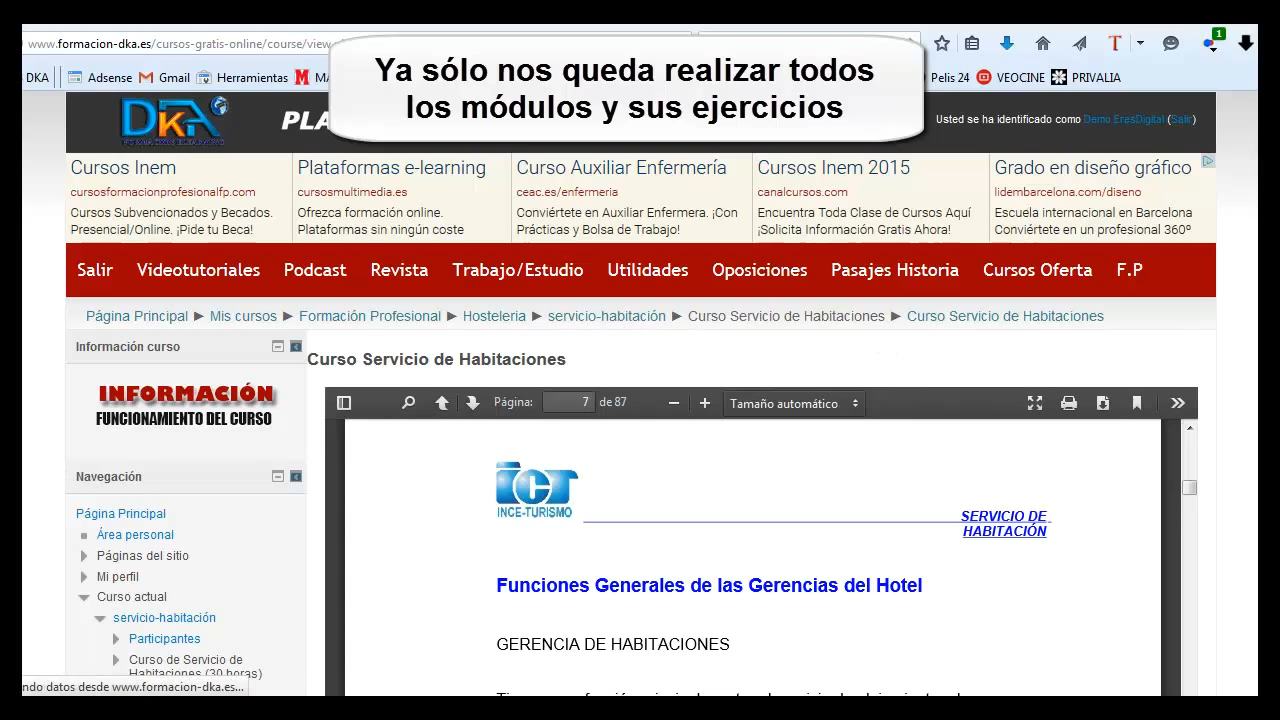 www.formacion-dka.es/cursos-gratis-online/course/view
1
Ya sólo nos queda realizar todos
los módulos y sus ejercicios
DKA
Adsense
Gmail
Herramientas
Pelis 24
VEOCINE
PRIVALIA
DKA
Usted se ha identificado como Demo EresDigital (Salir)
Cursos Inem
cursosformacionprofesionalfp.com
Cursos Subvencionados y Becados.
Presencial/Online. ¡Pide tu Beca!
Plataformas e-learning
cursosmultimedia.es
Ofrezca formación online.
Plataformas sin ningún coste
Curso Auxiliar Enfermería
ceac.es/enfermeria
Conviértete en Auxiliar Enfermera. ¡Con
Prácticas y Bolsa de Trabajo!
Cursos Inem 2015
canalcursos.com
Encuentra Toda Clase de Cursos Aquí
¡Solicita Información Gratis Ahora!
Grado en diseño gráfico
lidembarcelona.com/diseno
Escuela internacional en Barcelona
Conviértete en un profesional 360º
Salir Videotutoriales Podcast Revista Trabajo/Estudio Utilidades Oposiciones Pasajes Historia Cursos Oferta F.P
Página Principal ► Mis cursos ► Formación Profesional ► Hosteleria ► servicio-habitación ► Curso Servicio de Habitaciones ► Curso Servicio de Habitaciones
Información curso
INFORMACIÓN
FUNCIONAMIENTO DEL CURSO
Navegación
Página Principal
Área personal
Páginas del sitio
Mi perfil
Curso actual
servicio-habitación
Participantes
Curso de Servicio de
Habitaciones (30 horas)
ndo datos desde www.formacion-dka.es...
Curso Servicio de Habitaciones
Página: 7 de 87
Tamaño automático
INCE-TURISMO
SERVICIO DE
HABITACIÓN
Funciones Generales de las Gerencias del Hotel
GERENCIA DE HABITACIONES